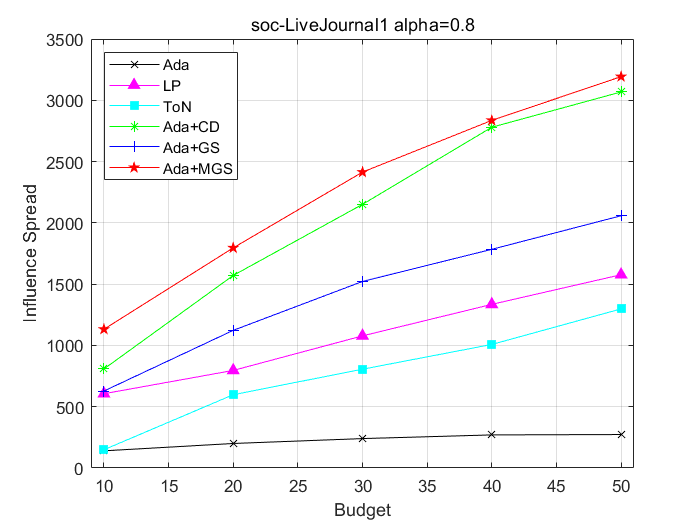 soc-LiveJournal1 alpha=0.8
Influence Spread
3500
3000
2500
2000
1500
1000
500
0
Ada
LP
ToN
Ada+CD
Ada+GS
Ada+MGS
10 15 20 25 30 35 40 45 50
Budget